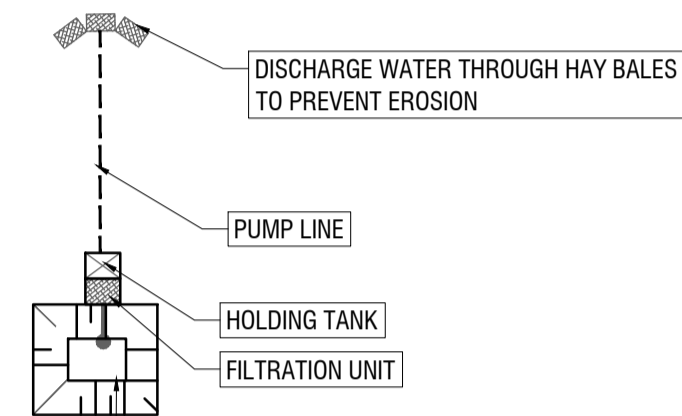 DISCHARGE WATER THROUGH HAY BALES
TO PREVENT EROSION
PUMP LINE
HOLDING TANK
FILTRATION UNIT